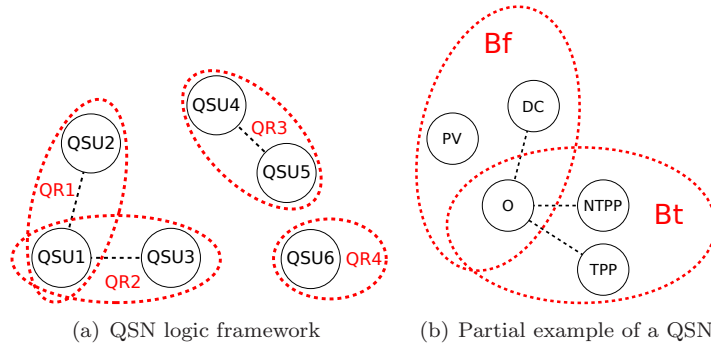 QSU2
QR1
QSU1
QR2
QSU3
QSU4
QR3
QSU5
QSU6
QR4
(a) QSN logic framework
Bf
DC
PV
O
NTPP
Bt
TPP
(b) Partial example of a QSN